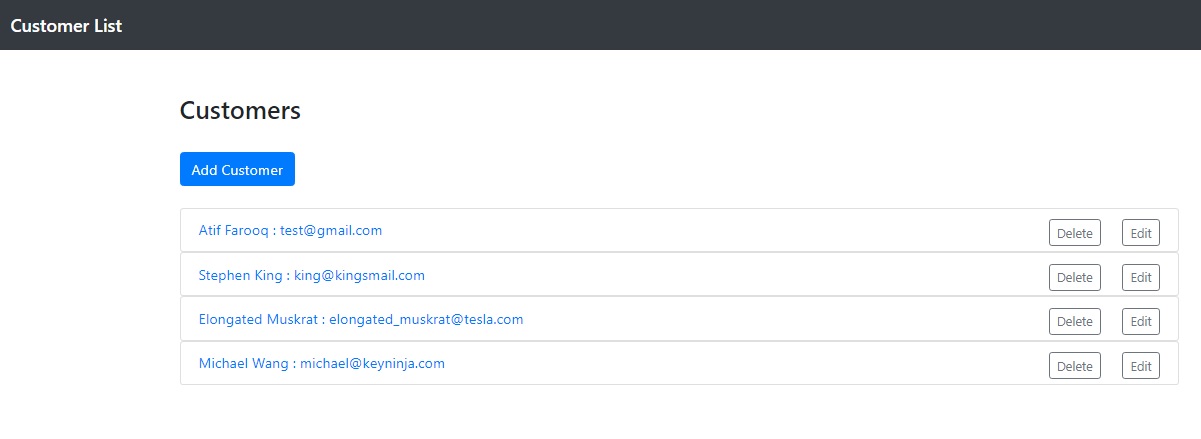 Customer List
Customers
Add Customer
Atif Farooq : test@gmail.com Delete Edit
Stephen King : king@kingsmail.com Delete Edit
Elongated Muskrat : elongated_muskrat@tesla.com Delete Edit
Michael Wang : michael@keyninja.com Delete Edit